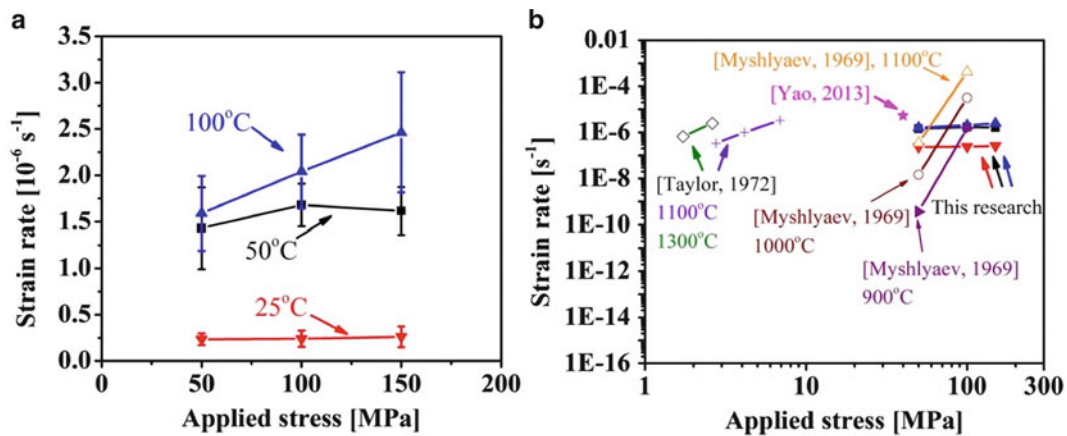 a
3.5
3.0
2.5
2.0
1.5
1.0
0.5
0.0
Strain rate [10⁻⁶ s⁻¹]
100°C
50°C
25°C
0
50
100
150
200
Applied stress [MPa]
b
0.01
1E-4
1E-6
1E-8
1E-10
1E-12
1E-14
1E-16
Strain rate [s⁻¹]
[Myshlyaev, 1969], 1100°C
[Yao, 2013]
[Taylor, 1972]
1100°C
1300°C
[Myshlyaev, 1969]
1000°C
This research
[Myshlyaev, 1969]
900°C
1
10
100
300
Applied stress [MPa]